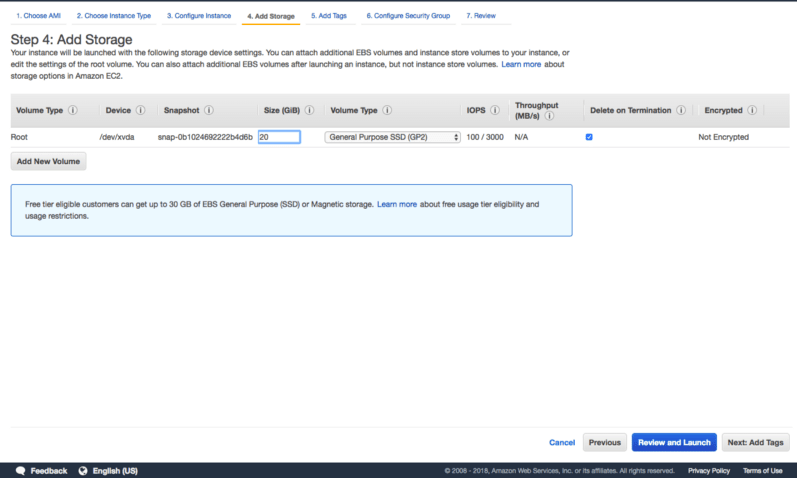 1. Choose AMI 2. Choose Instance Type 3. Configure Instance 4. Add Storage 5. Add Tags 6. Configure Security Group 7. Review
Step 4: Add Storage
Your instance will be launched with the following storage device settings. You can attach additional EBS volumes and instance store volumes to your instance, or
edit the settings of the root volume. You can also attach additional EBS volumes after launching an instance, but not instance store volumes. Learn more about
storage options in Amazon EC2.
Volume Type i Device i Snapshot i Size (GiB) i Volume Type i IOPS i Throughput (MB/s) i Delete on Termination i Encrypted i
Root /dev/xvda snap-0b1024692222b4d6b 20 General Purpose SSD (GP2) 100 / 3000 N/A Not Encrypted
Add New Volume
Free tier eligible customers can get up to 30 GB of EBS General Purpose (SSD) or Magnetic storage. Learn more about free usage tier eligibility and
usage restrictions.
Cancel Previous Review and Launch Next: Add Tags
Feedback English (US) © 2008 - 2018, Amazon Web Services, Inc. or its affiliates. All rights reserved. Privacy Policy Terms of Use